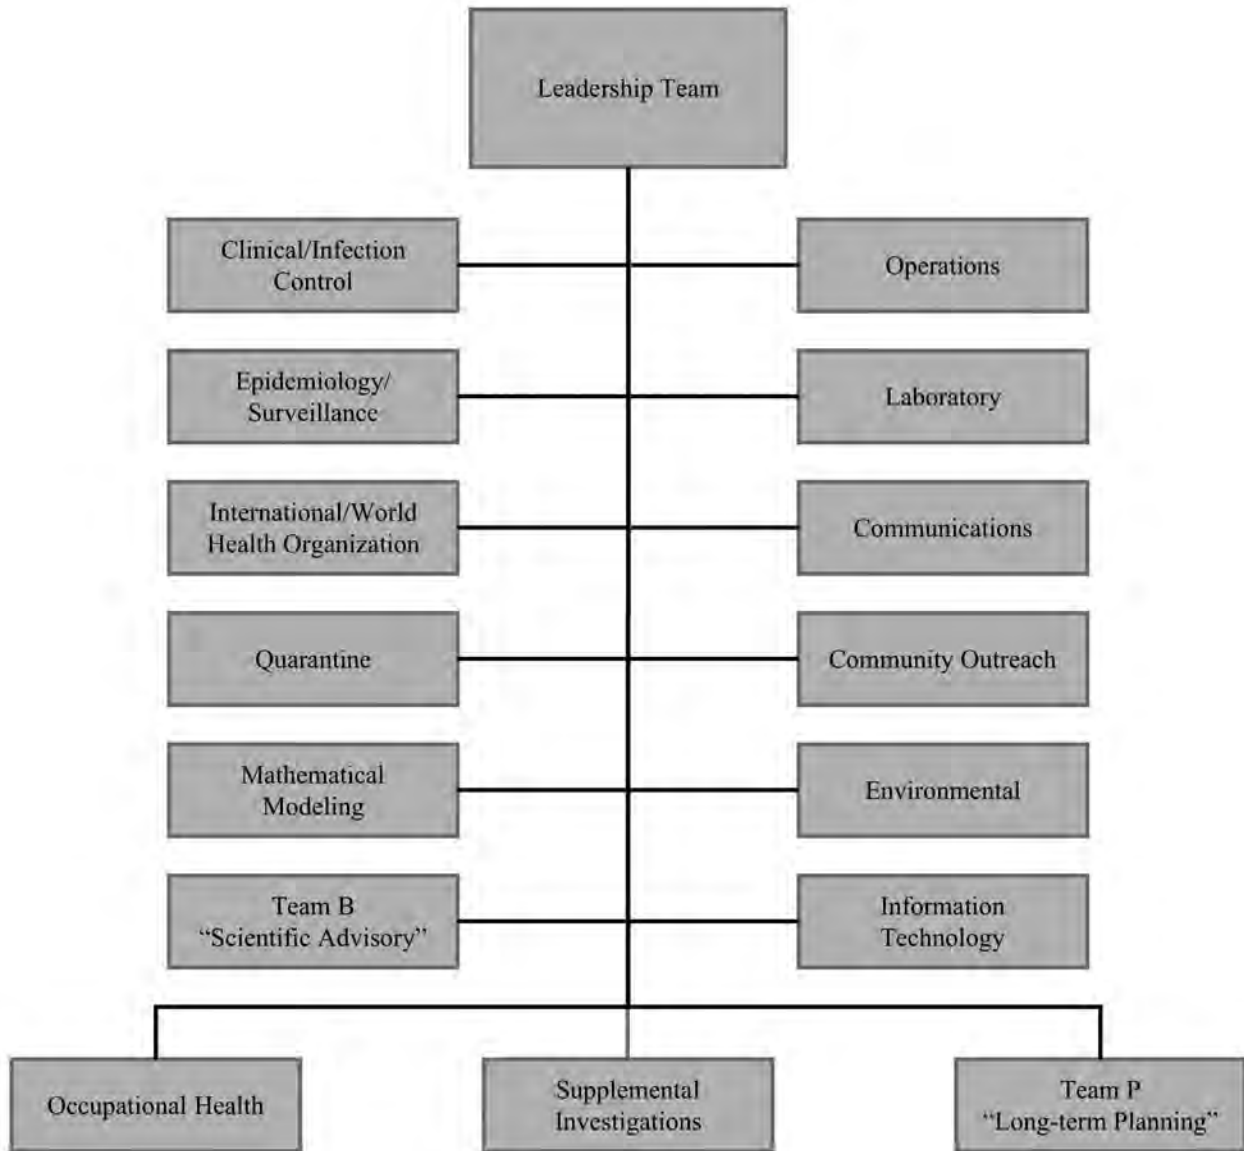 Leadership Team
Clinical/Infection
Control
Operations
Epidemiology/
Surveillance
Laboratory
International/World
Health Organization
Communications
Quarantine
Community Outreach
Mathematical
Modeling
Environmental
Team B
“Scientific Advisory”
Information
Technology
Occupational Health
Supplemental
Investigations
Team P
“Long-term Planning”